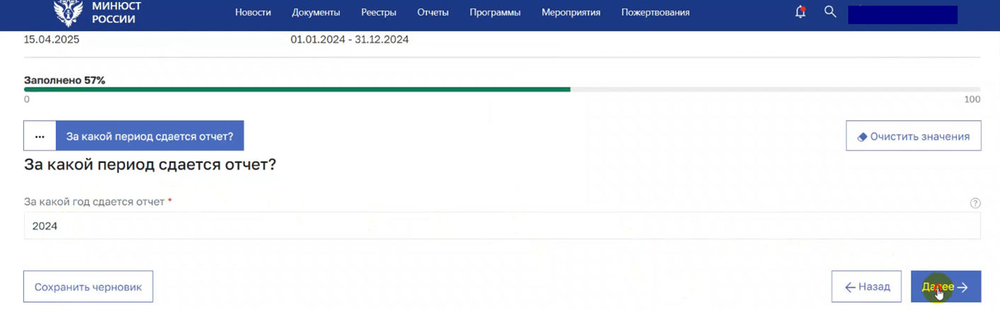 МИНЮСТ
РОССИИ
Новости Документы Реестры Отчеты Программы Мероприятия Пожертвования
15.04.2025 01.01.2024 - 31.12.2024
Заполнено 57%
0 100
... За какой период сдается отчет? Очистить значения
За какой период сдается отчет?
За какой год сдается отчет * ?
2024
Сохранить черновик ← Назад Далее →